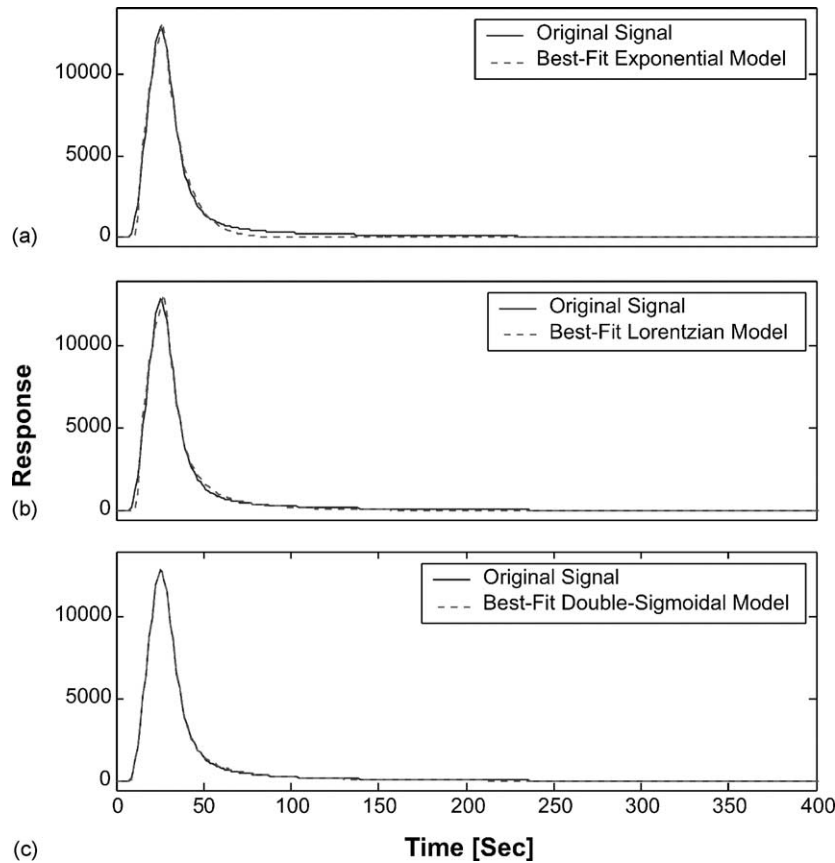 Original Signal
Best-Fit Exponential Model
10000
5000
0
(a)
Original Signal
Best-Fit Lorentzian Model
10000
5000
0
(b)
Response
Original Signal
Best-Fit Double-Sigmoidal Model
10000
5000
0
0 50 100 150 200 250 300 350 400
(c)
Time [Sec]